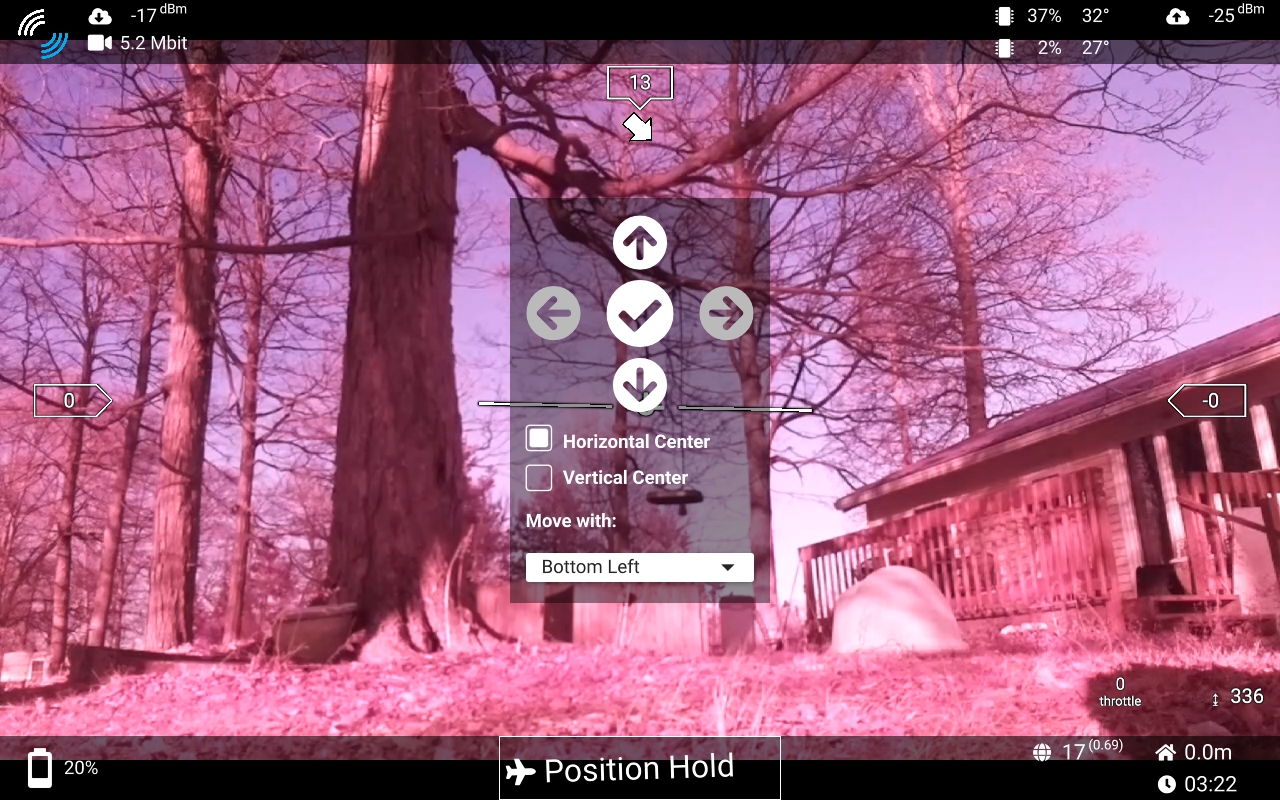 -17 dBm
5.2 Mbit
37% 32°
-25 dBm
2% 27°
13
0
-0
Horizontal Center
Vertical Center
Move with:
Bottom Left
0
throttle
336
20%
Position Hold
17 (0.69)
0.0m
03:22